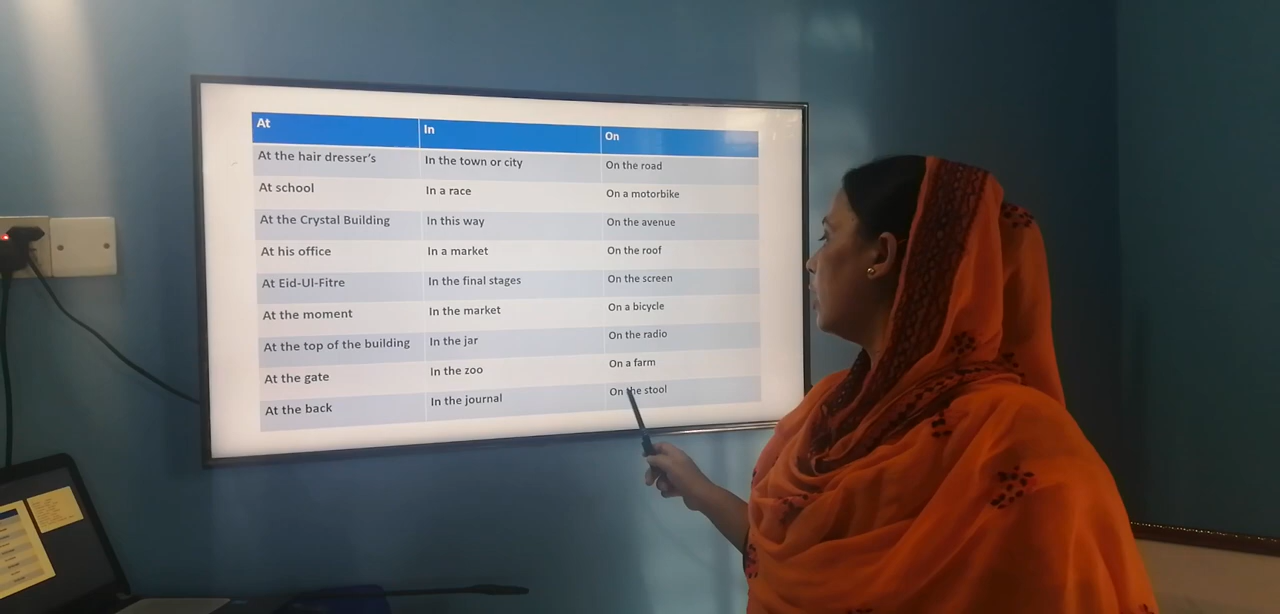 At In On
At the hair dresser's In the town or city On the road
At school In a race On a motorbike
At the Crystal Building In this way On the avenue
At his office In a market On the roof
At Eid-Ul-Fitre In the final stages On the screen
At the moment In the market On a bicycle
At the top of the building In the jar On the radio
At the gate In the zoo On a farm
At the back In the journal On the stool